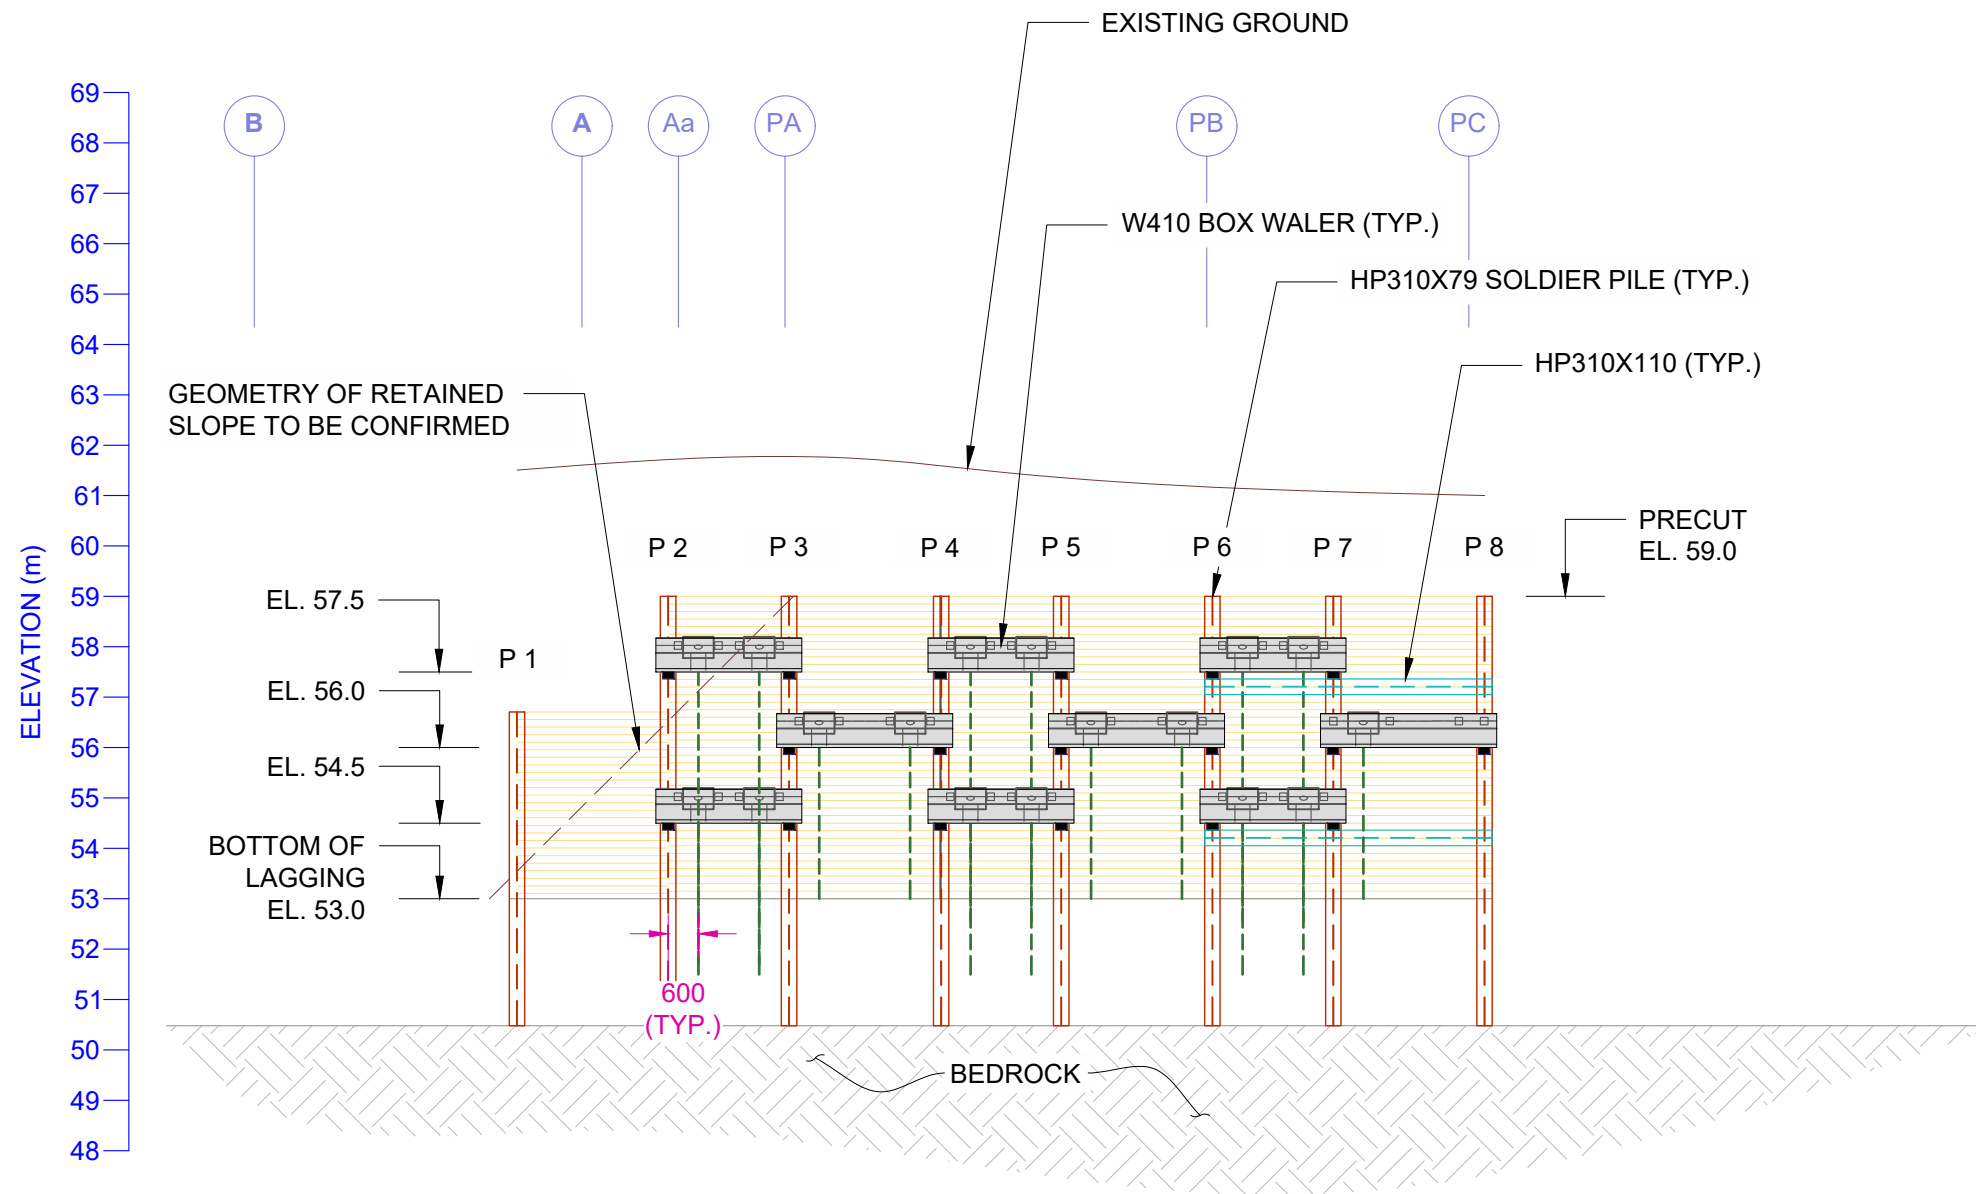 EXISTING GROUND
69
68
67
66
65
64
63
62
61
60
59
58
57
56
55
54
53
52
51
50
49
48
ELEVATION (m)
B
A
Aa
PA
PB
PC
W410 BOX WALER (TYP.)
HP310X79 SOLDIER PILE (TYP.)
HP310X110 (TYP.)
GEOMETRY OF RETAINED
SLOPE TO BE CONFIRMED
PRECUT
EL. 59.0
P 1
P 2
P 3
P 4
P 5
P 6
P 7
P 8
EL. 57.5
EL. 56.0
EL. 54.5
BOTTOM OF
LAGGING
EL. 53.0
600
(TYP.)
BEDROCK